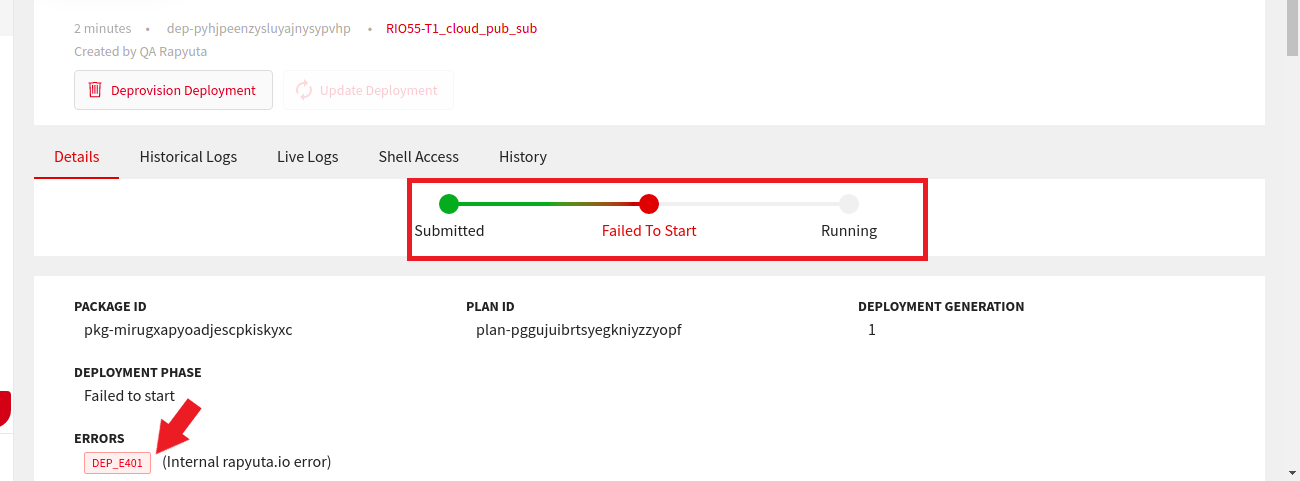 2 minutes • dep-pyhjpeenzysluyajnysypvhp • RIO55-T1_cloud_pub_sub
Created by QA Rapyuta
Deprovision Deployment Update Deployment
Details Historical Logs Live Logs Shell Access History
Submitted Failed To Start Running
PACKAGE ID PLAN ID DEPLOYMENT GENERATION
pkg-mirugxapyoadjescpkiskyxc plan-pggujuibrtsyegkniyzzyopf 1
DEPLOYMENT PHASE
Failed to start
ERRORS
DEP_E401 (Internal rapyuta.io error)